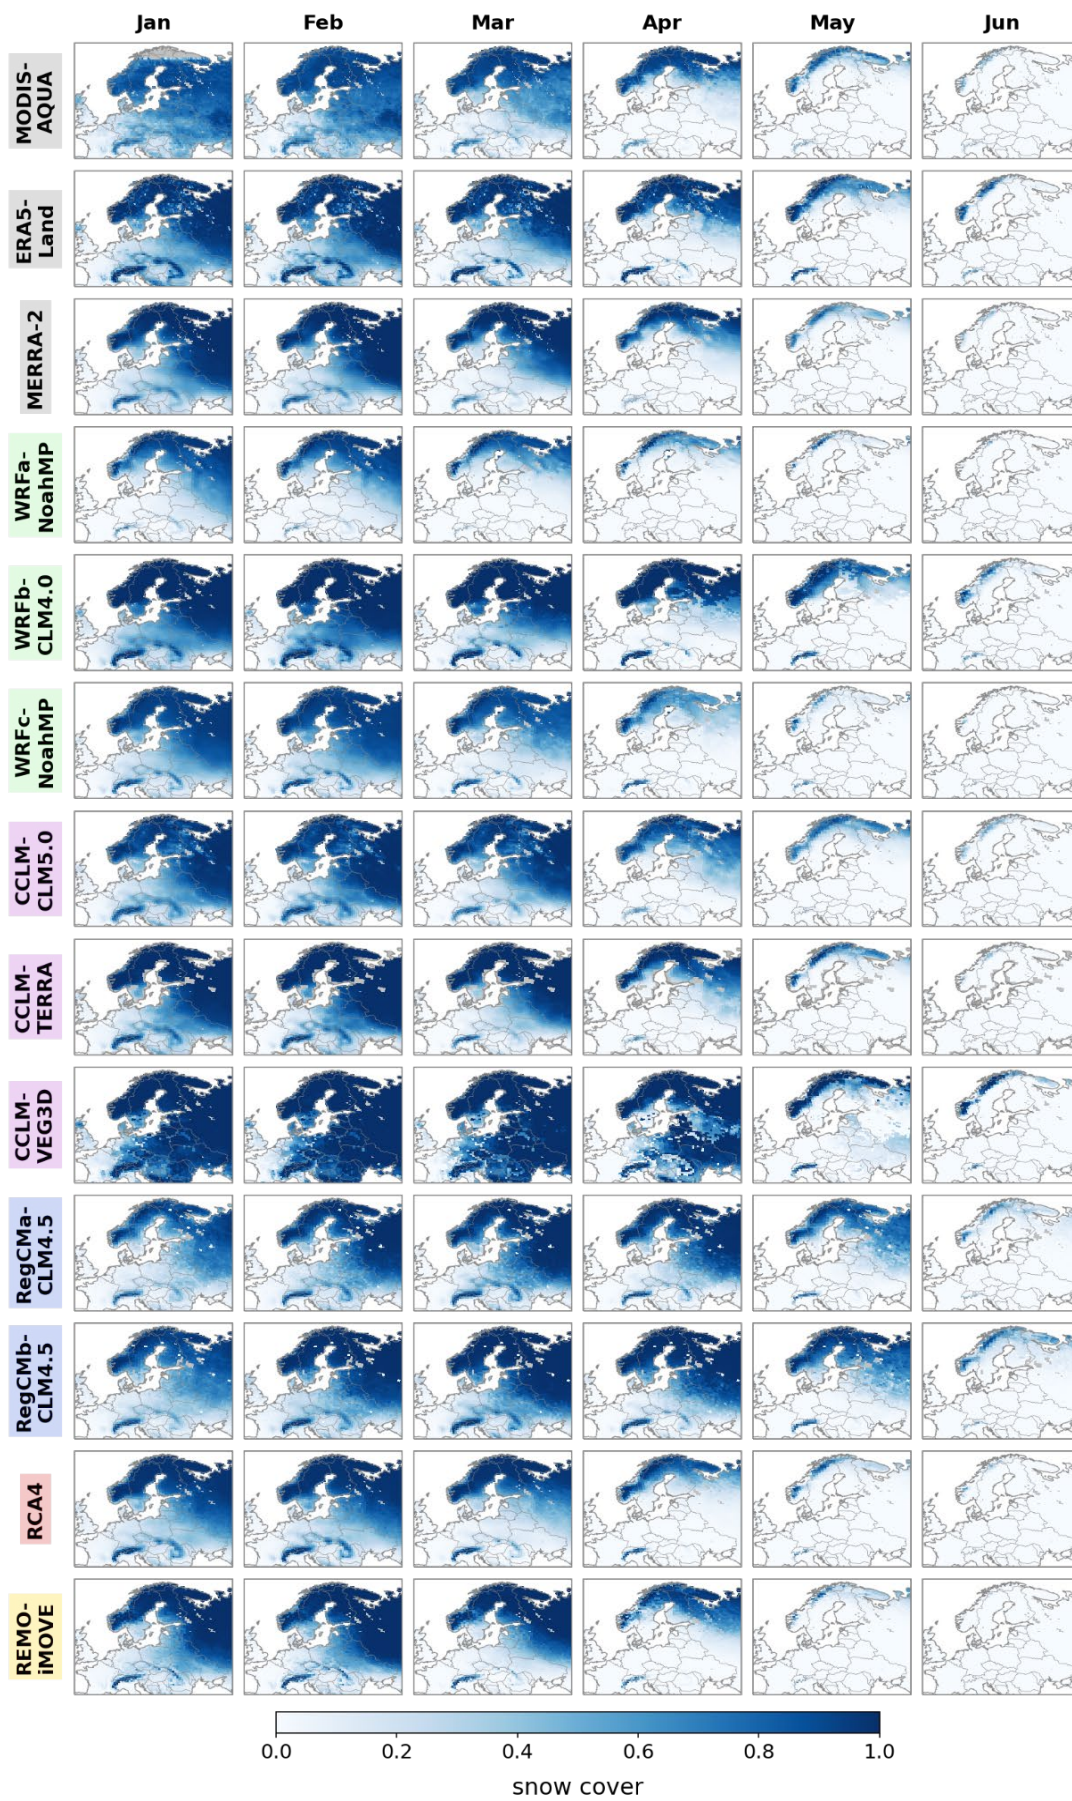 Jan Feb Mar Apr May Jun
MODIS-
AQUA
ERA5-
Land
MERRA-2
WRFa-
NoahMP
WRFb-
CLM4.0
WRFc-
NoahMP
CCLM-
CLM5.0
CCLM-
TERRA
CCLM-
VEG3D
RegCMa-
CLM4.5
RegCMb-
CLM4.5
RCA4
REMO-
iMOVE
0.0 0.2 0.4 0.6 0.8 1.0
snow cover